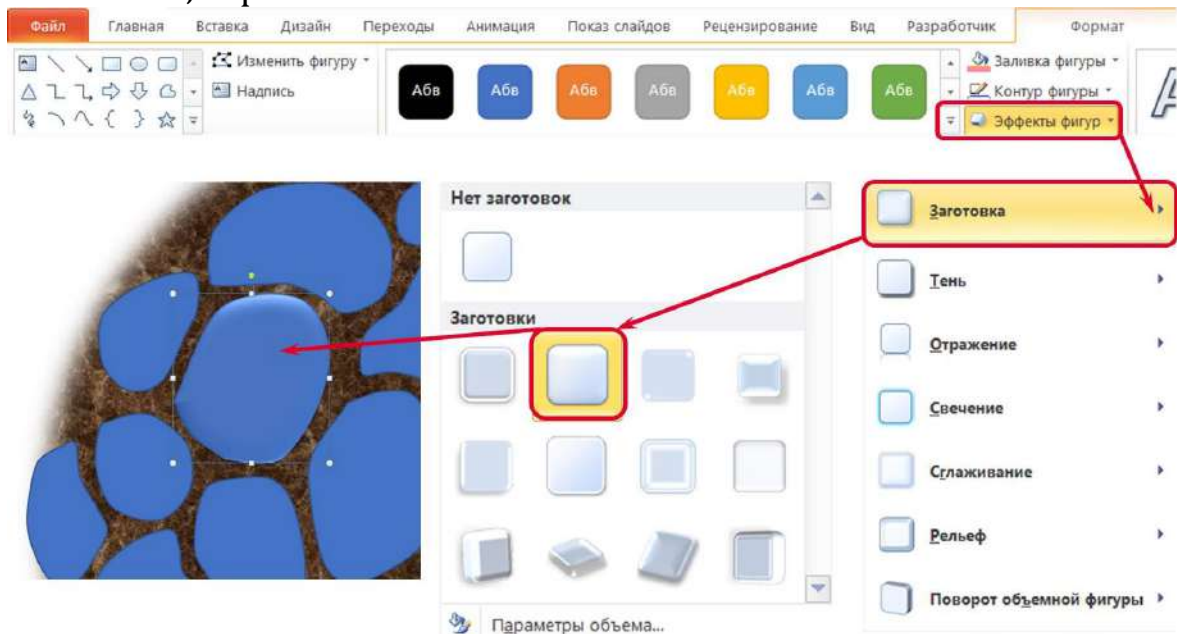 Файл Главная Вставка Дизайн Переходы Анимация Показ слайдов Рецензирование Вид Разработчик Формат
Изменить фигуру
Надпись
Абв Абв Абв Абв Абв Абв Абв
Заливка фигуры
Контур фигуры
Эффекты фигур
Нет заготовок
Заготовки
Параметры объема...
Заготовка
Тень
Отражение
Свечение
Сглаживание
Рельеф
Поворот объемной фигуры